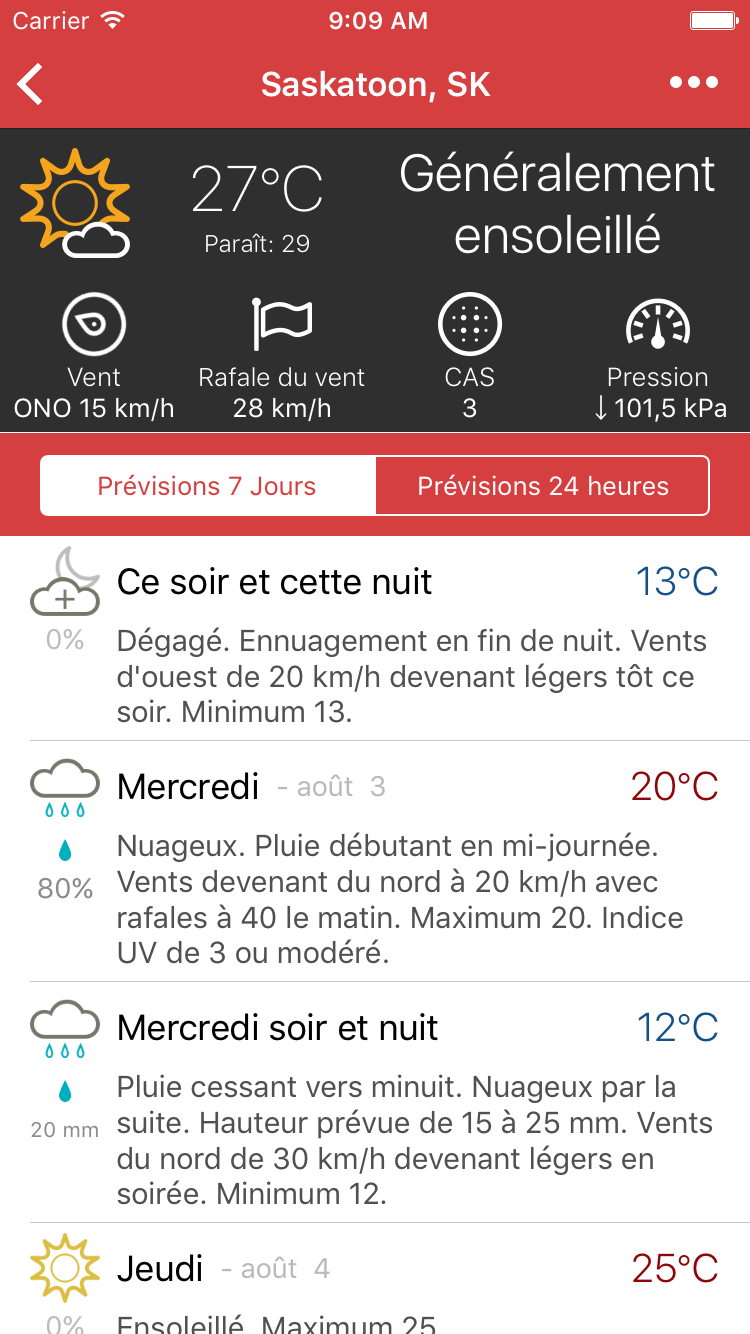 Carrier 9:09 AM
Saskatoon, SK
27°C
Paraît: 29
Généralement
ensoleillé
Vent Rafale du vent CAS Pression
ONO 15 km/h 28 km/h 3 ↓ 101,5 kPa
Prévisions 7 Jours Prévisions 24 heures
Ce soir et cette nuit 13°C
0%
Dégagé. Ennuagement en fin de nuit. Vents
d'ouest de 20 km/h devenant légers tôt ce
soir. Minimum 13.
Mercredi - août 3 20°C
80%
Nuageux. Pluie débutant en mi-journée.
Vents devenant du nord à 20 km/h avec
rafales à 40 le matin. Maximum 20. Indice
UV de 3 ou modéré.
Mercredi soir et nuit 12°C
20 mm
Pluie cessant vers minuit. Nuageux par la
suite. Hauteur prévue de 15 à 25 mm. Vents
du nord de 30 km/h devenant légers en
soirée. Minimum 12.
Jeudi - août 4 25°C
0%
Ensoleillé. Maximum 25